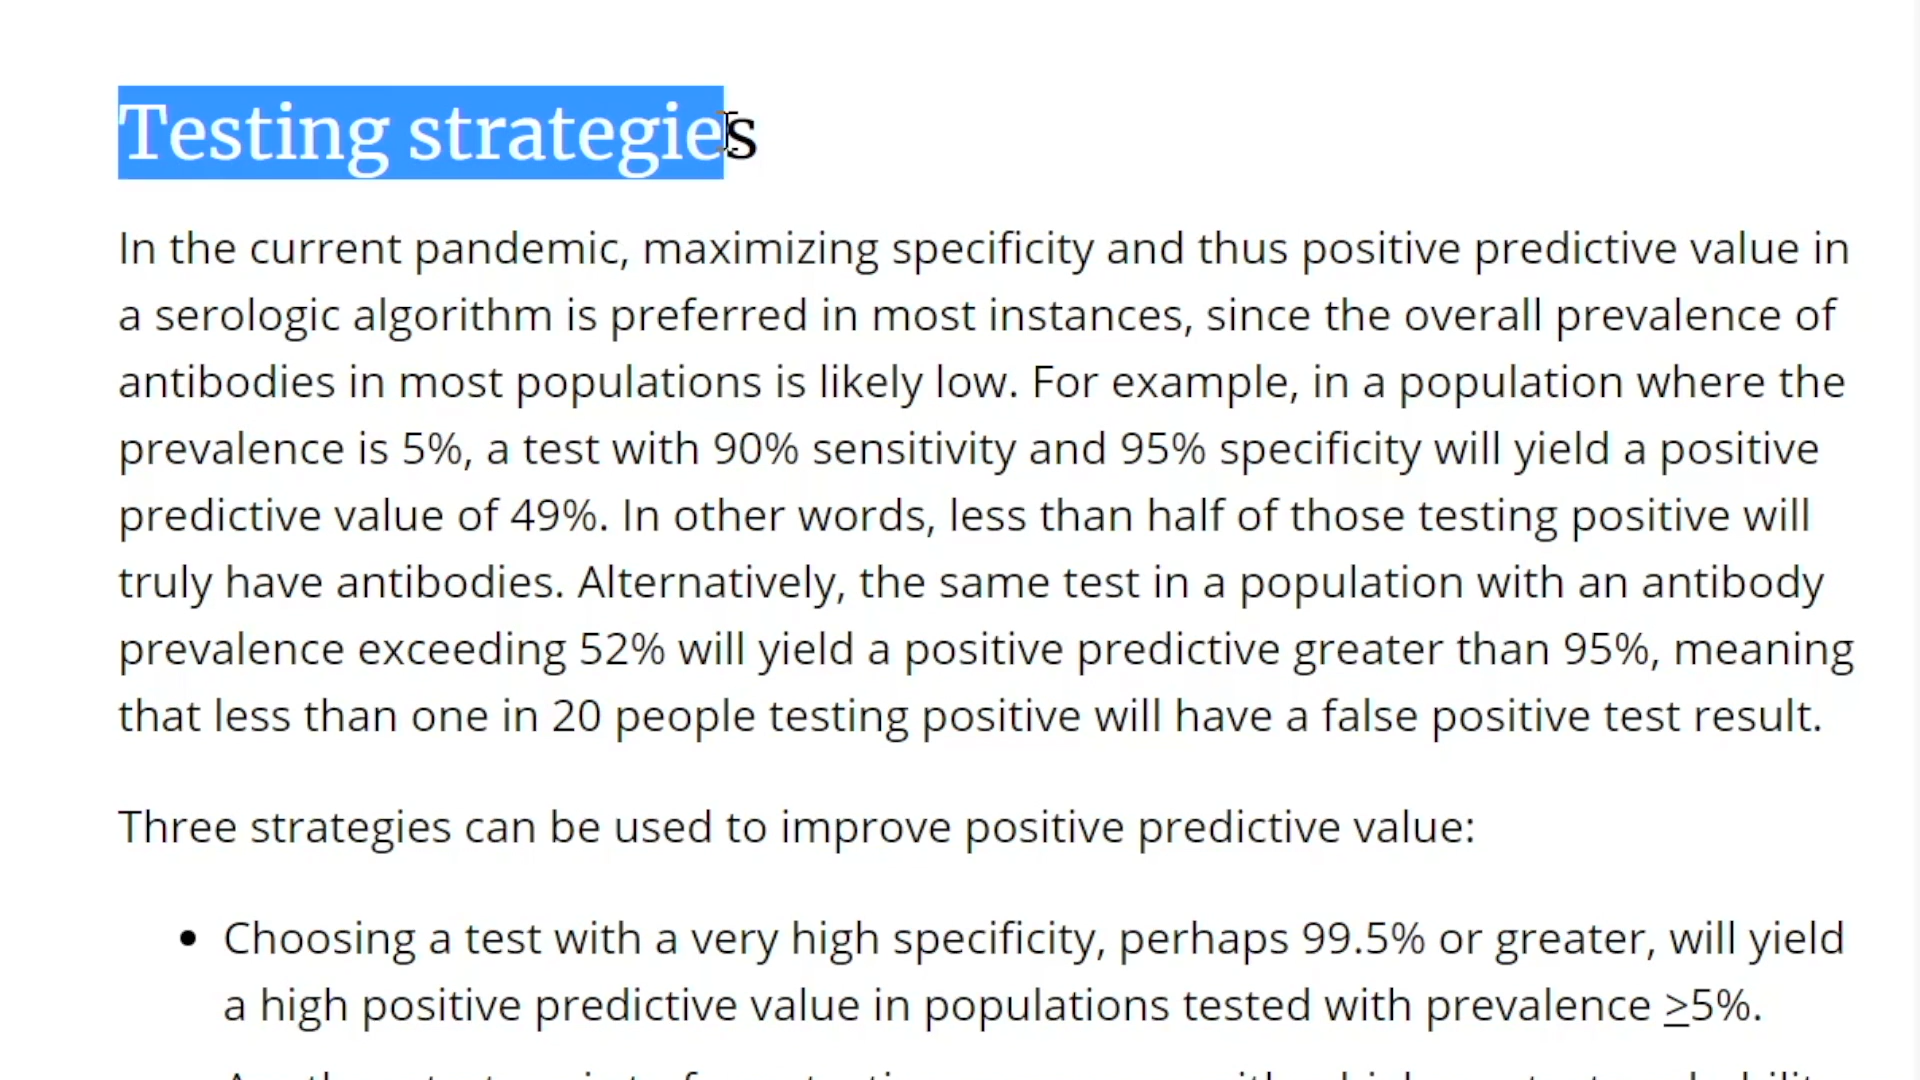 Testing strategies
In the current pandemic, maximizing specificity and thus positive predictive value in
a serologic algorithm is preferred in most instances, since the overall prevalence of
antibodies in most populations is likely low. For example, in a population where the
prevalence is 5%, a test with 90% sensitivity and 95% specificity will yield a positive
predictive value of 49%. In other words, less than half of those testing positive will
truly have antibodies. Alternatively, the same test in a population with an antibody
prevalence exceeding 52% will yield a positive predictive greater than 95%, meaning
that less than one in 20 people testing positive will have a false positive test result.
Three strategies can be used to improve positive predictive value:
• Choosing a test with a very high specificity, perhaps 99.5% or greater, will yield
a high positive predictive value in populations tested with prevalence ≥5%.